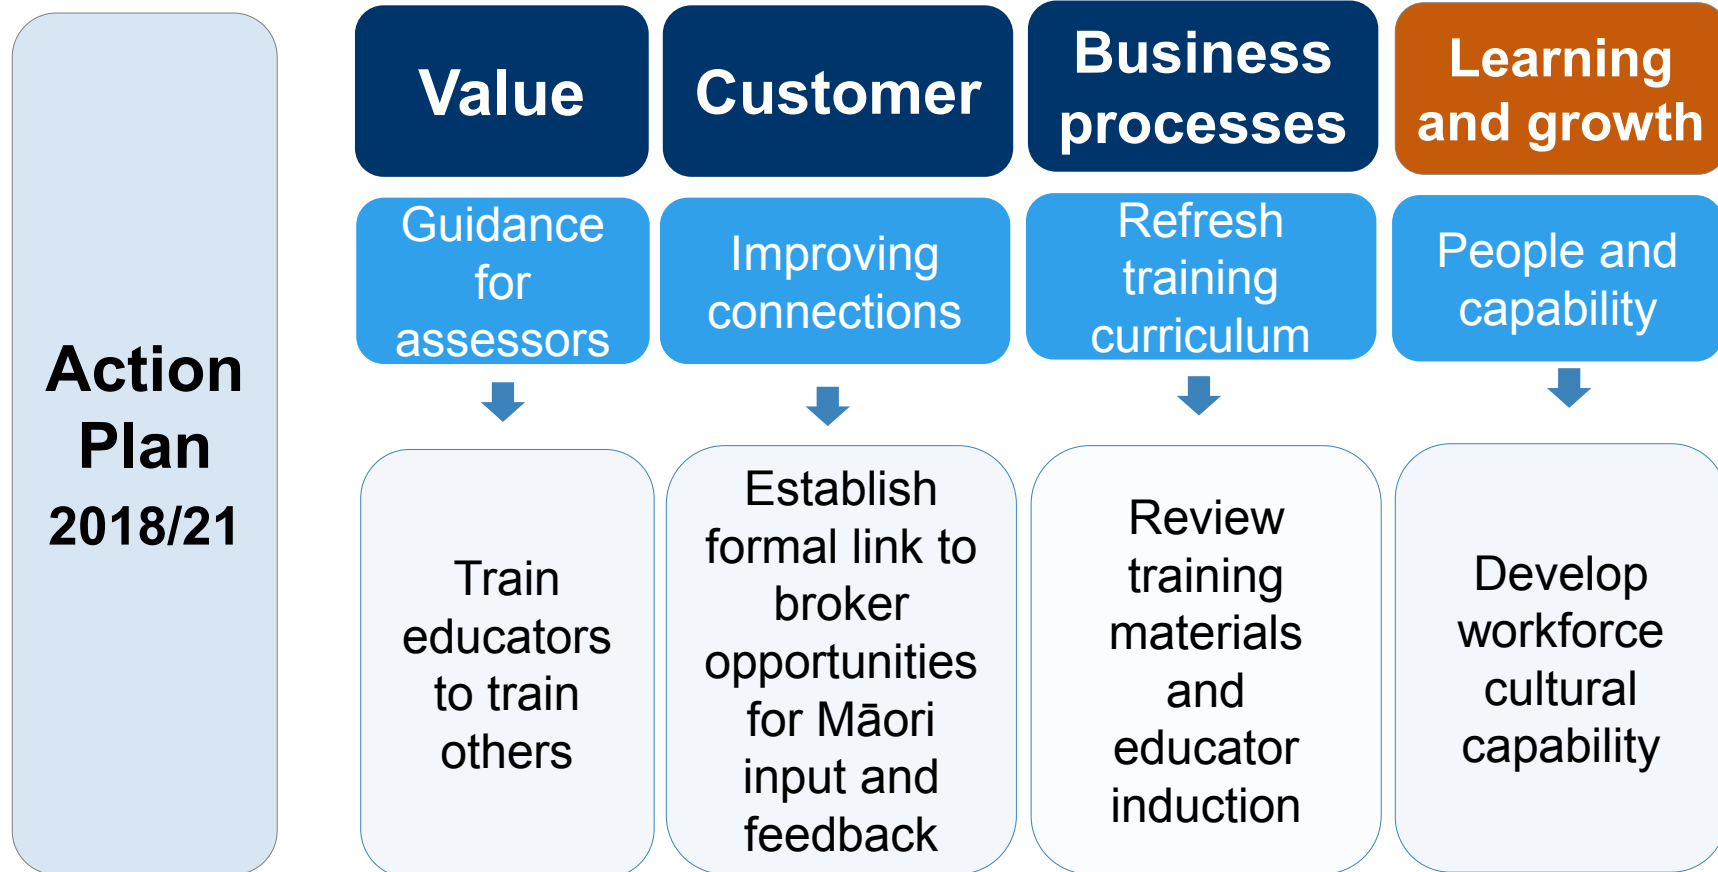 Action
Plan
2018/21
Value
Guidance
for
assessors
Train
educators
to train
others
Customer
Improving
connections
Establish
formal link to
broker
opportunities
for Māori
input and
feedback
Business
processes
Refresh
training
curriculum
Review
training
materials
and
educator
induction
Learning
and growth
People and
capability
Develop
workforce
cultural
capability